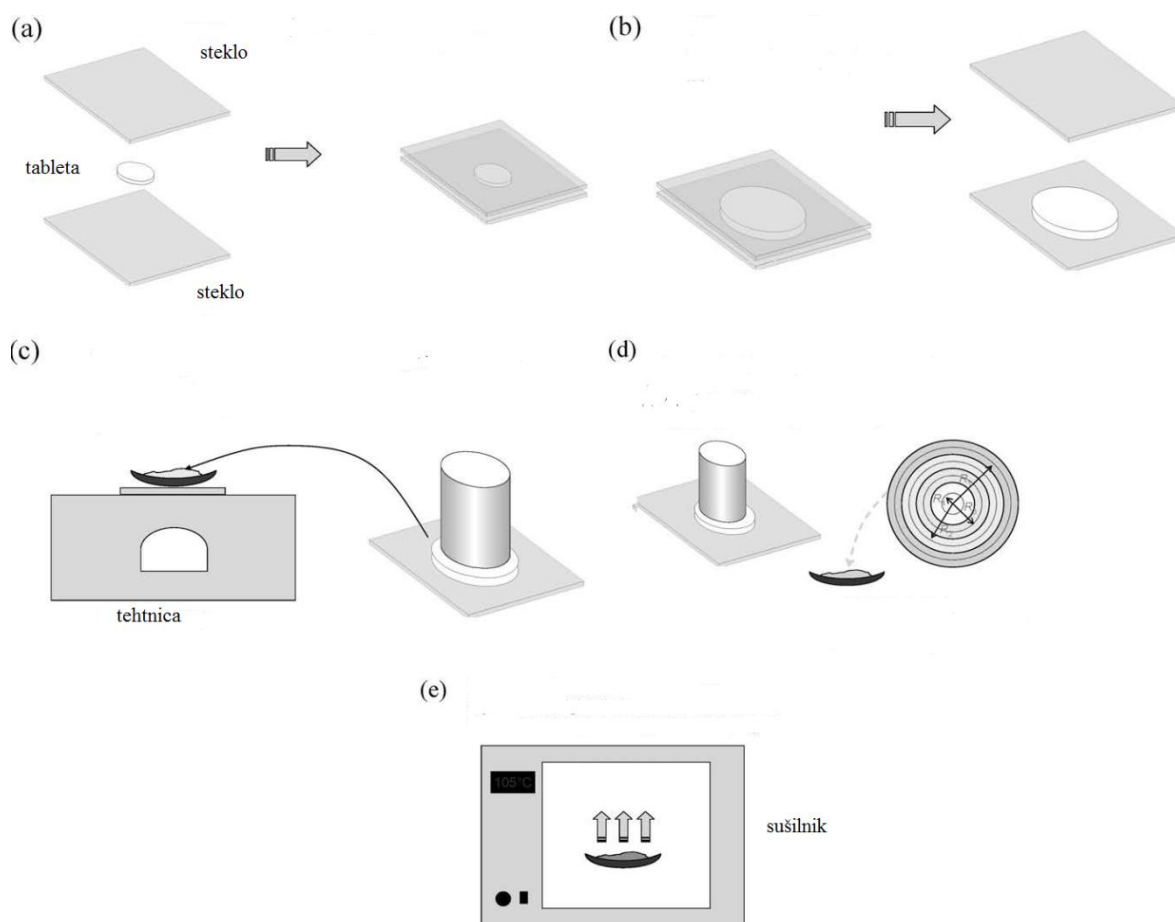 (a)
steklo
tableta
steklo
(b)
(c)
tehtnica
(d)
(e)
105°C
sušilnik